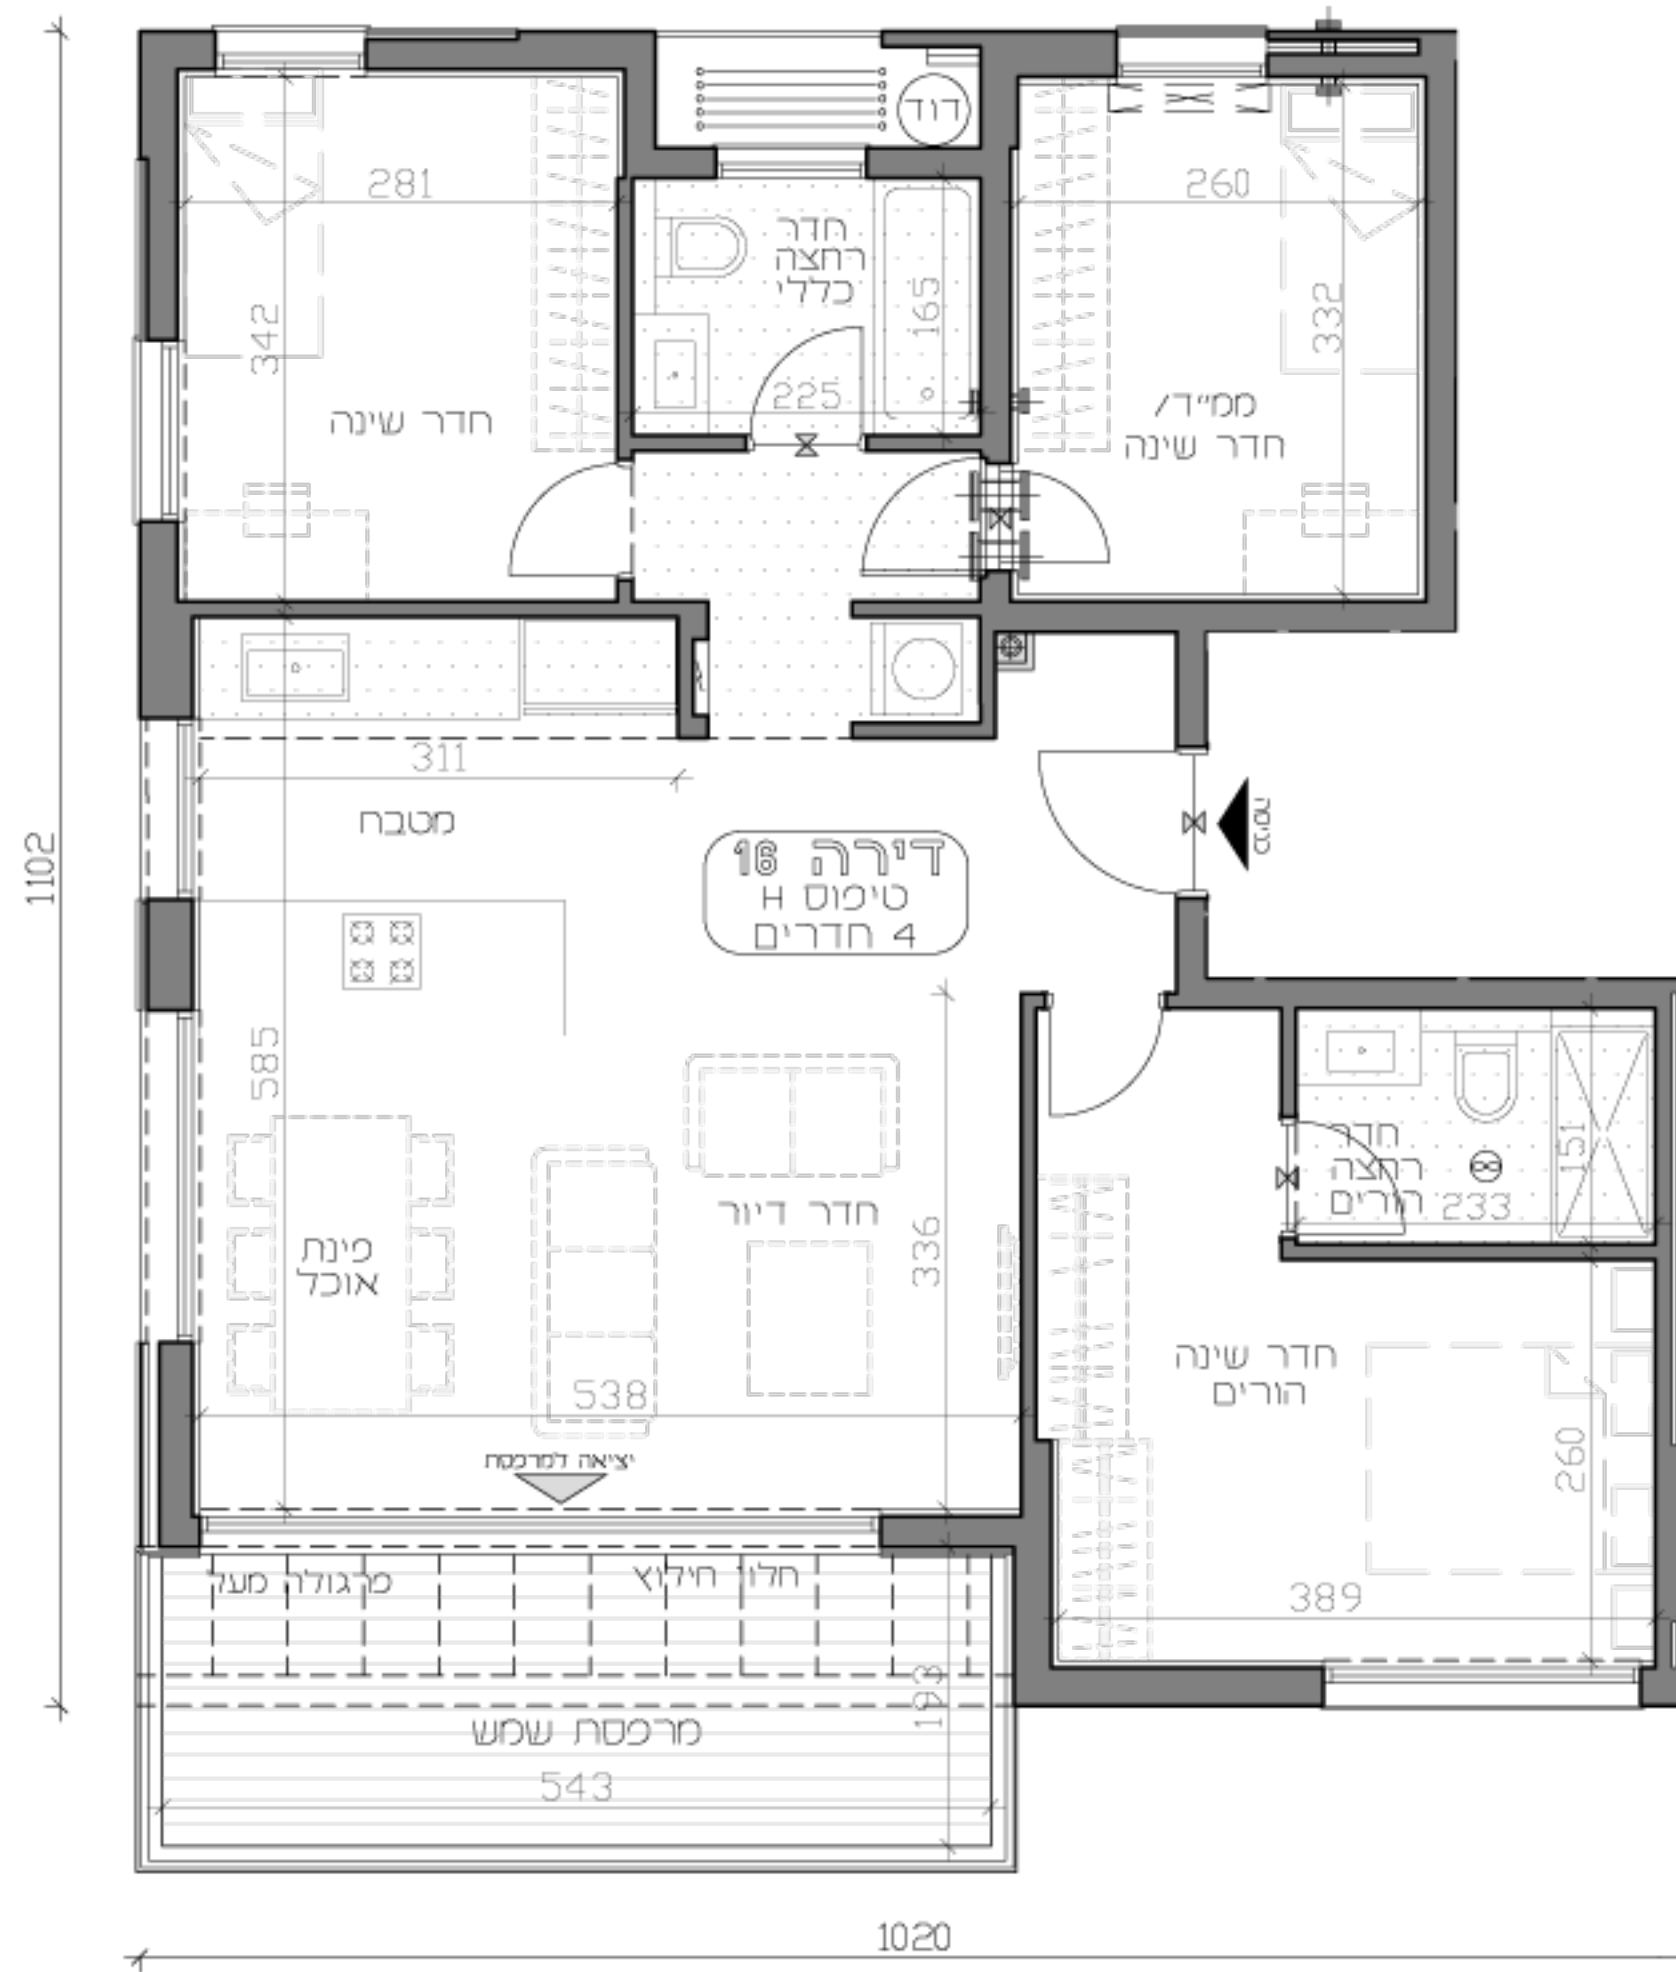 דוד
281
חדר
רחצה
כללי
260
165
342
332
225
חדר שינה
ממ"ד/
חדר שינה
311
מטבח
דירה 16
טיפוס H
4 חדרים
כניסה
1102
585
חדר
רחצה
הורים
151
233
חדר דיור
336
פינת
אוכל
חדר שינה
הורים
538
260
יציאה למרפסת
פרגולה מעל
חלון חילוץ
389
193
מרפסת שמש
543
1020